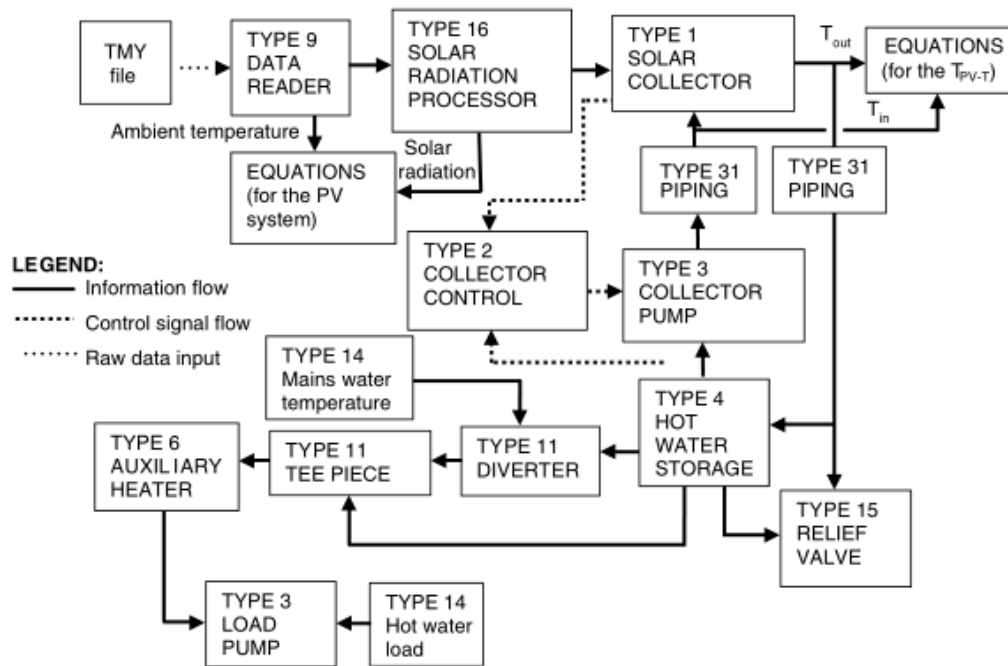 TMY
file
TYPE 9
DATA
READER
TYPE 16
SOLAR
RADIATION
PROCESSOR
TYPE 1
SOLAR
COLLECTOR
T_out
EQUATIONS
(for the T_PV-T)
T_in
Ambient temperature
Solar
radiation
EQUATIONS
(for the PV
system)
TYPE 31
PIPING
TYPE 31
PIPING
TYPE 2
COLLECTOR
CONTROL
TYPE 3
COLLECTOR
PUMP
LEGEND:
Information flow
Control signal flow
Raw data input
TYPE 14
Mains water
temperature
TYPE 4
HOT
WATER
STORAGE
TYPE 6
AUXILIARY
HEATER
TYPE 11
TEE PIECE
TYPE 11
DIVERTER
TYPE 15
RELIEF
VALVE
TYPE 3
LOAD
PUMP
TYPE 14
Hot water
load